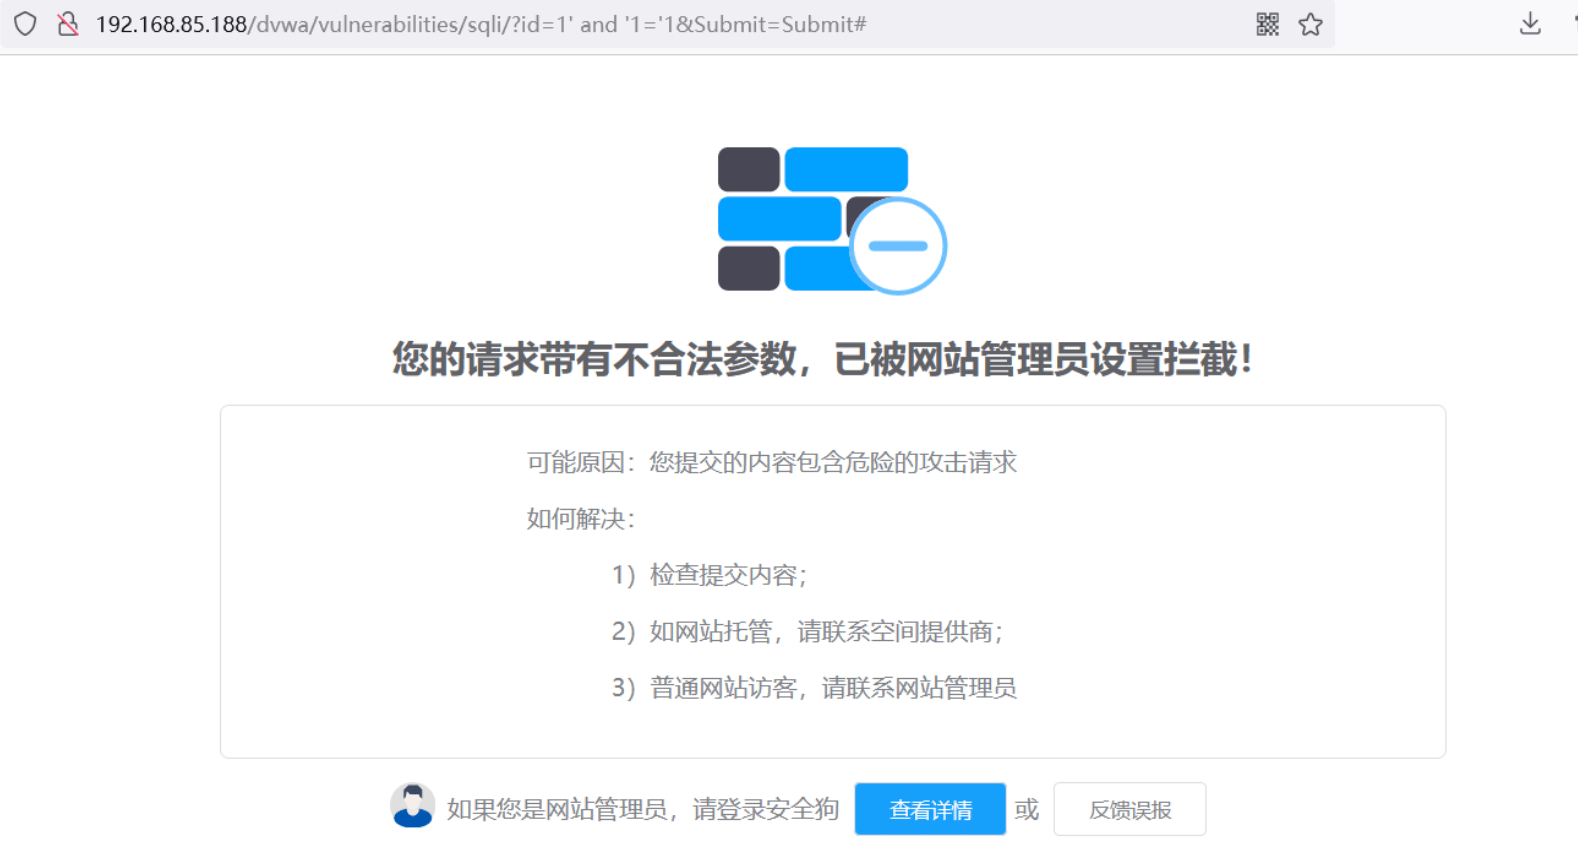 192.168.85.188/dvwa/vulnerabilities/sqli/?id=1' and '1'='1&Submit=Submit#
您的请求带有不合法参数，已被网站管理员设置拦截！
可能原因：您提交的内容包含危险的攻击请求
如何解决：
1）检查提交内容；
2）如网站托管，请联系空间提供商；
3）普通网站访客，请联系网站管理员
如果您是网站管理员，请登录安全狗 查看详情 或 反馈误报